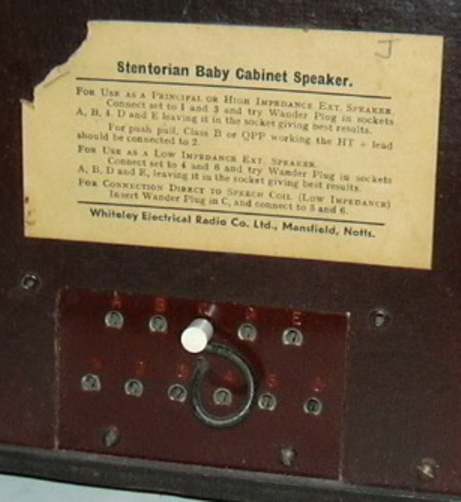 J
Stentorian Baby Cabinet Speaker.
For Use as a Principal or High Impedance Ext. Speaker.
Connect set to 1 and 3 and try Wander Plug in sockets
A, B, D and E leaving it in the socket giving best results.
For push pull, Class B or QPP working the HT + lead
should be connected to 2.
For Use as a Low Impedance Ext. Speaker.
Connect set to 4 and 6 and try Wander Plug in sockets
A, B, D and E, leaving it in the socket giving best results.
For Connection Direct to Speech Coil (Low Impedance)
Insert Wander Plug in C, and connect to 5 and 6.
Whiteley Electrical Radio Co. Ltd., Mansfield, Notts.
A B C D E